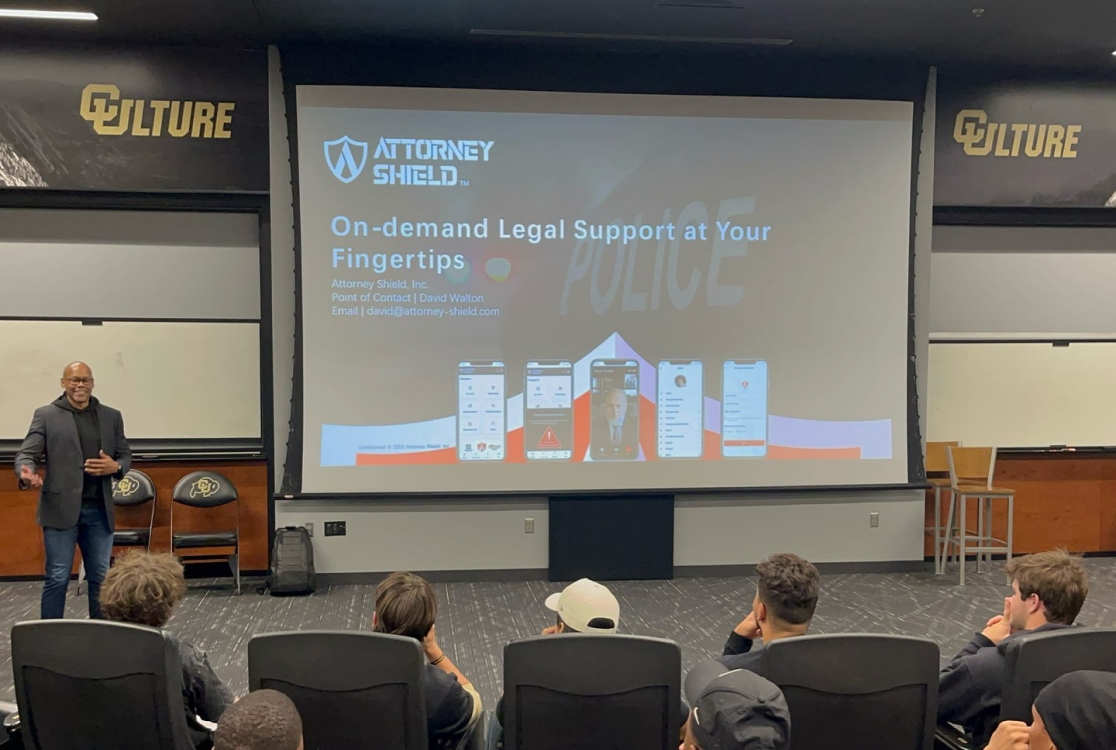 CULTURE
CULTURE
ATTORNEY
SHIELD TM
On-demand Legal Support at Your
Fingertips
POLICE
Attorney Shield, Inc.
Point of Contact | David Walton
Email | david@attorney-shield.com